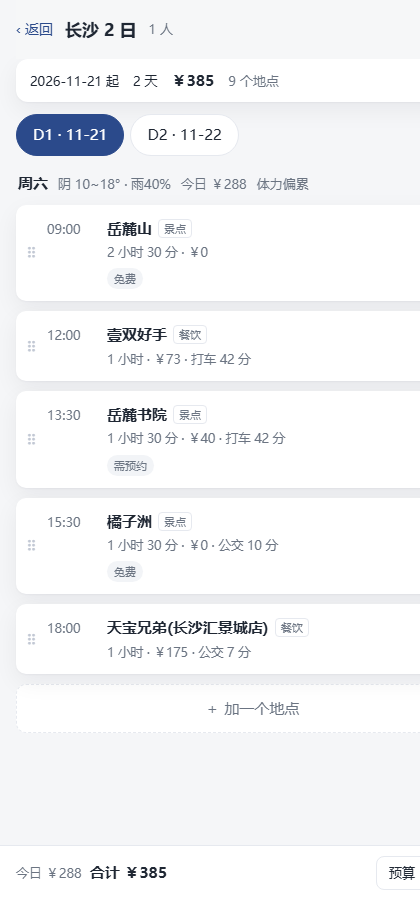 ‹ 返回 长沙 2 日 1 人
2026-11-21 起 2 天 ¥385 9 个地点
D1 · 11-21 D2 · 11-22
周六 阴 10~18° · 雨40% 今日 ¥288 体力偏累
09:00 岳麓山 景点
2 小时 30 分 · ¥0
免费
12:00 壹双好手 餐饮
1 小时 · ¥73 · 打车 42 分
13:30 岳麓书院 景点
1 小时 30 分 · ¥40 · 打车 42 分
需预约
15:30 橘子洲 景点
1 小时 30 分 · ¥0 · 公交 10 分
免费
18:00 天宝兄弟(长沙汇景城店) 餐饮
1 小时 · ¥175 · 公交 7 分
+ 加一个地点
今日 ¥288 合计 ¥385 预算